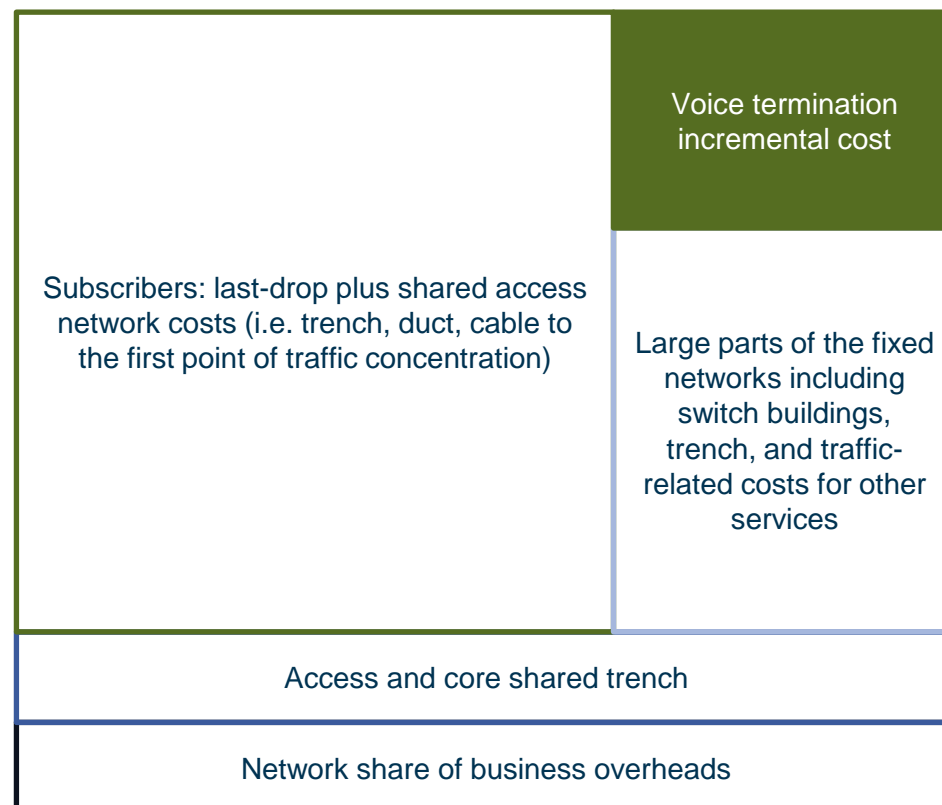 Voice termination
incremental cost
Subscribers: last-drop plus shared access
network costs (i.e. trench, duct, cable to
the first point of traffic concentration)
Large parts of the fixed
networks including
switch buildings,
trench, and traffic-
related costs for other
services
Access and core shared trench
Network share of business overheads